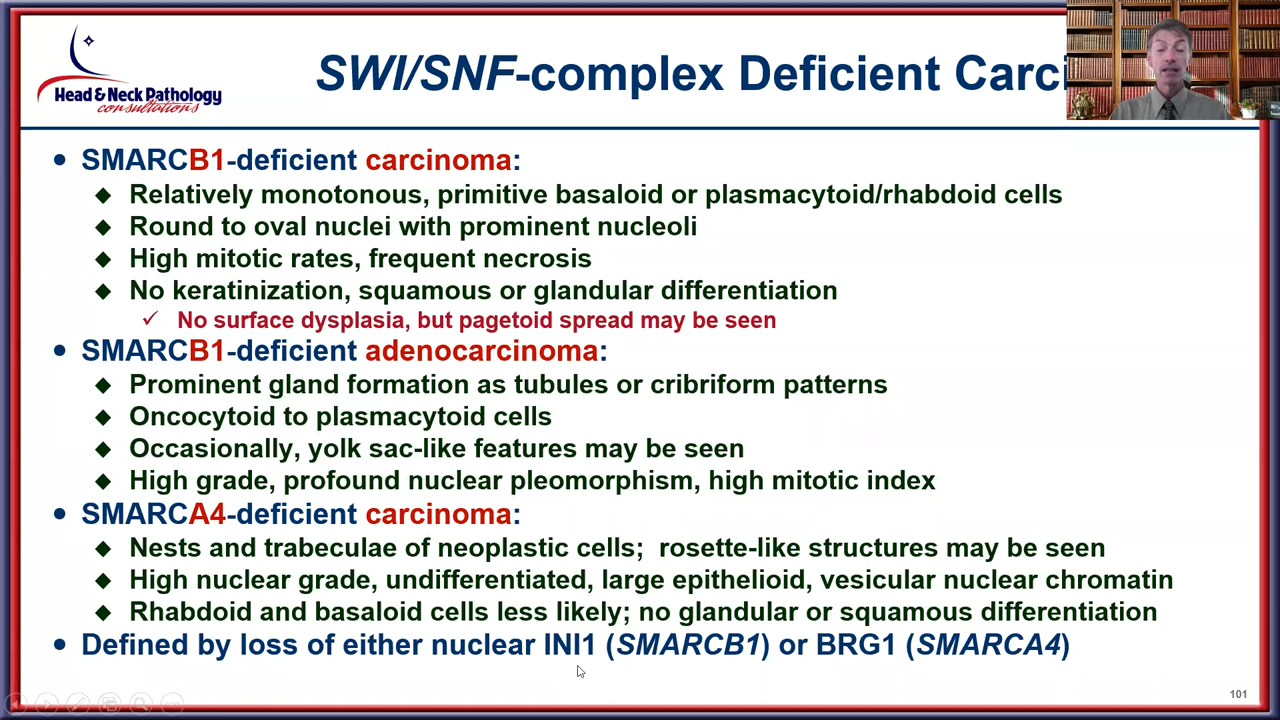 Head & Neck Pathology
consultations
SWI/SNF-complex Deficient Carci
• SMARCB1-deficient carcinoma:
◆ Relatively monotonous, primitive basaloid or plasmacytoid/rhabdoid cells
◆ Round to oval nuclei with prominent nucleoli
◆ High mitotic rates, frequent necrosis
◆ No keratinization, squamous or glandular differentiation
✓ No surface dysplasia, but pagetoid spread may be seen
• SMARCB1-deficient adenocarcinoma:
◆ Prominent gland formation as tubules or cribriform patterns
◆ Oncocytoid to plasmacytoid cells
◆ Occasionally, yolk sac-like features may be seen
◆ High grade, profound nuclear pleomorphism, high mitotic index
• SMARCA4-deficient carcinoma:
◆ Nests and trabeculae of neoplastic cells; rosette-like structures may be seen
◆ High nuclear grade, undifferentiated, large epithelioid, vesicular nuclear chromatin
◆ Rhabdoid and basaloid cells less likely; no glandular or squamous differentiation
• Defined by loss of either nuclear INI1 (SMARCB1) or BRG1 (SMARCA4)
101